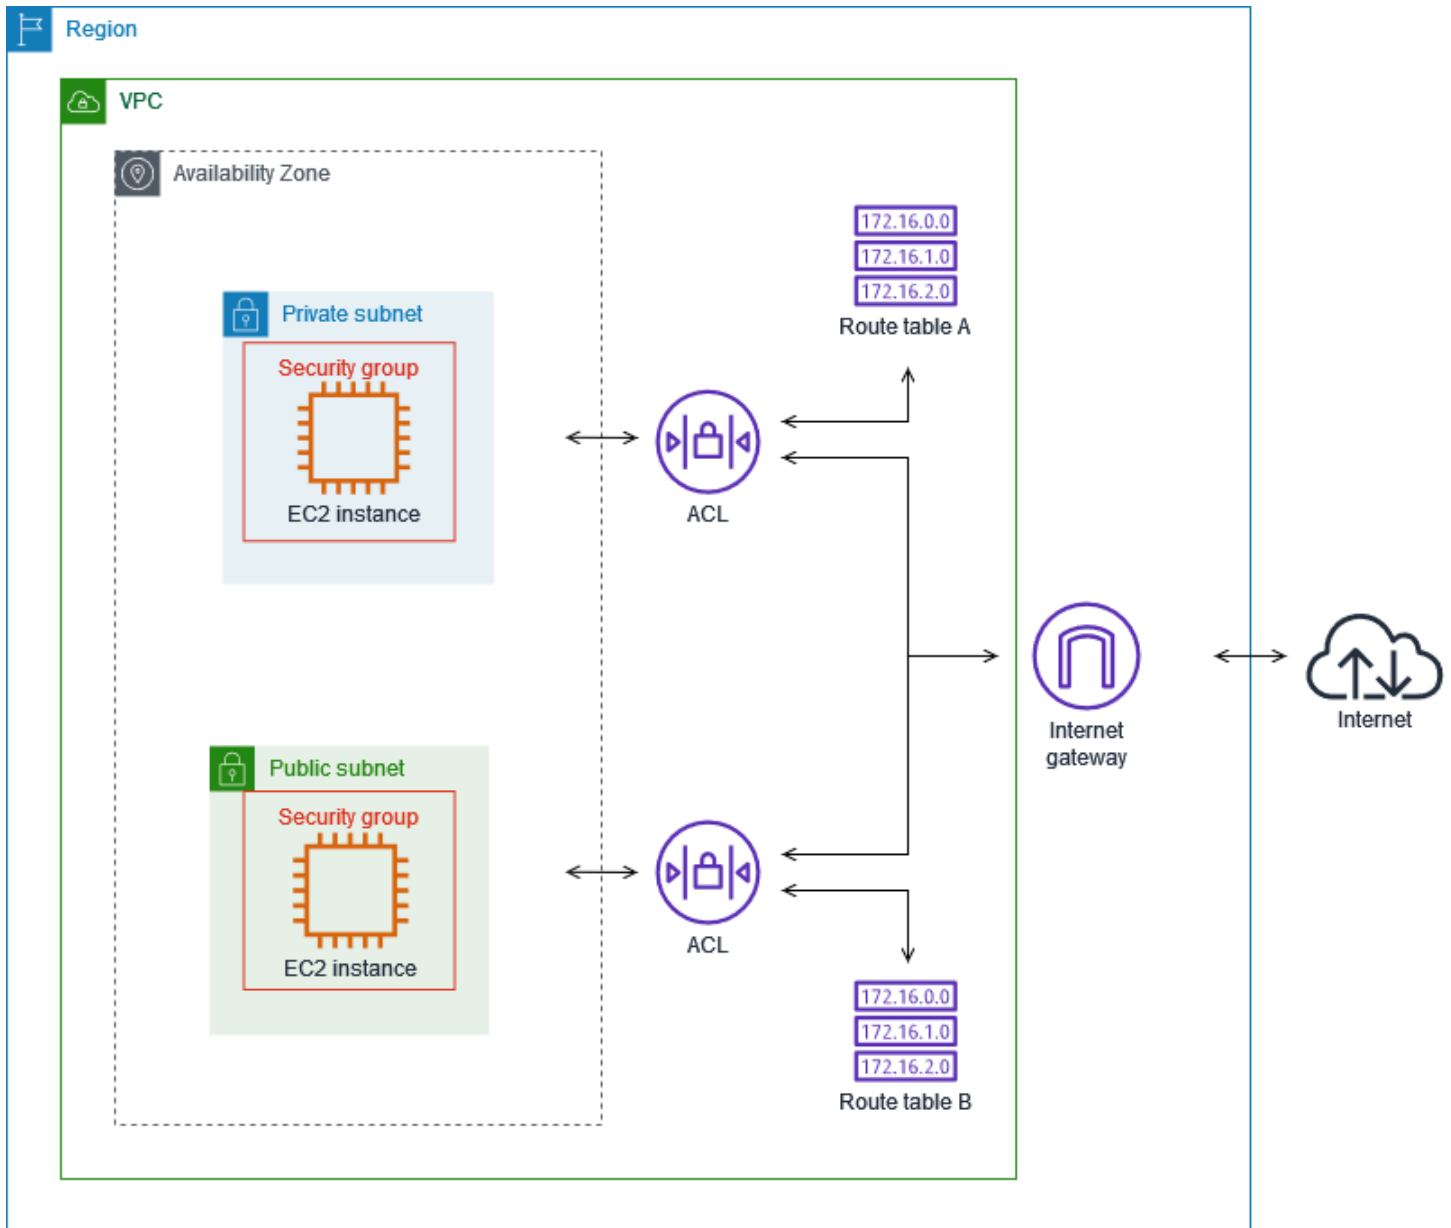 Region
VPC
Availability Zone
172.16.0.0
172.16.1.0
172.16.2.0
Route table A
Private subnet
Security group
EC2 instance
ACL
Internet
gateway
Internet
Public subnet
Security group
EC2 instance
ACL
172.16.0.0
172.16.1.0
172.16.2.0
Route table B